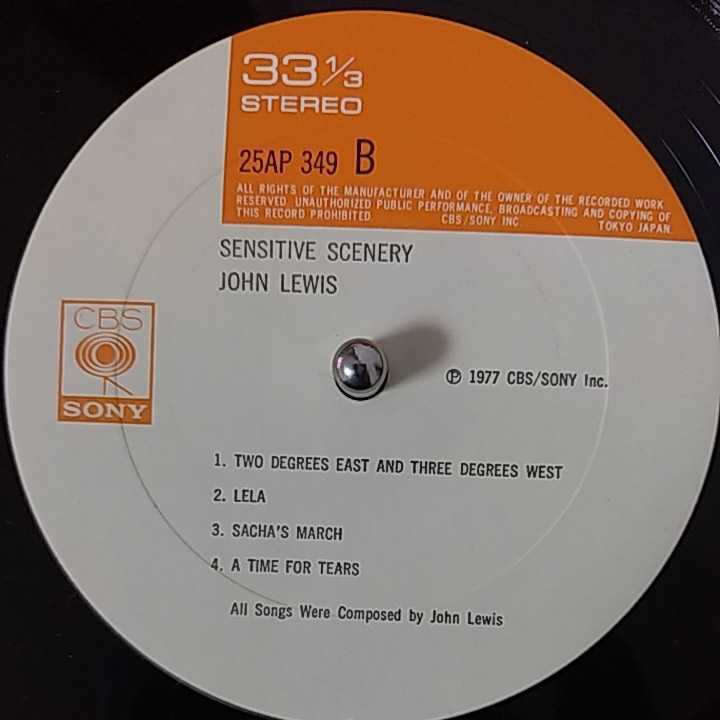 33 1/3
STEREO
25AP 349 B
ALL RIGHTS OF THE MANUFACTURER AND OF THE OWNER OF THE RECORDED WORK
RESERVED. UNAUTHORIZED PUBLIC PERFORMANCE, BROADCASTING AND COPYING OF
THIS RECORD PROHIBITED. CBS/SONY INC. TOKYO JAPAN
SENSITIVE SCENERY
JOHN LEWIS
CBS
SONY
℗ 1977 CBS/SONY Inc.
1. TWO DEGREES EAST AND THREE DEGREES WEST
2. LELA
3. SACHA'S MARCH
4. A TIME FOR TEARS
All Songs Were Composed by John Lewis